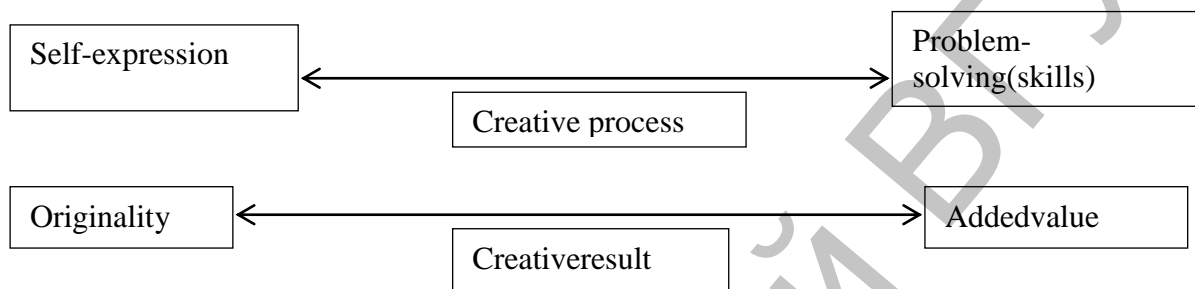 Self-expression
Problem-
solving(skills)
Creative process
Originality
Addedvalue
Creativeresult